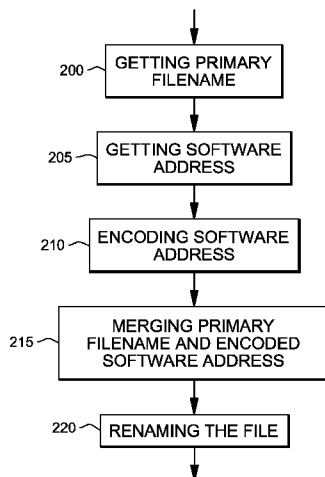 200
GETTING PRIMARY
FILENAME
205
GETTING SOFTWARE
ADDRESS
210
ENCODING SOFTWARE
ADDRESS
215
MERGING PRIMARY
FILENAME AND ENCODED
SOFTWARE ADDRESS
220
RENAMING THE FILE